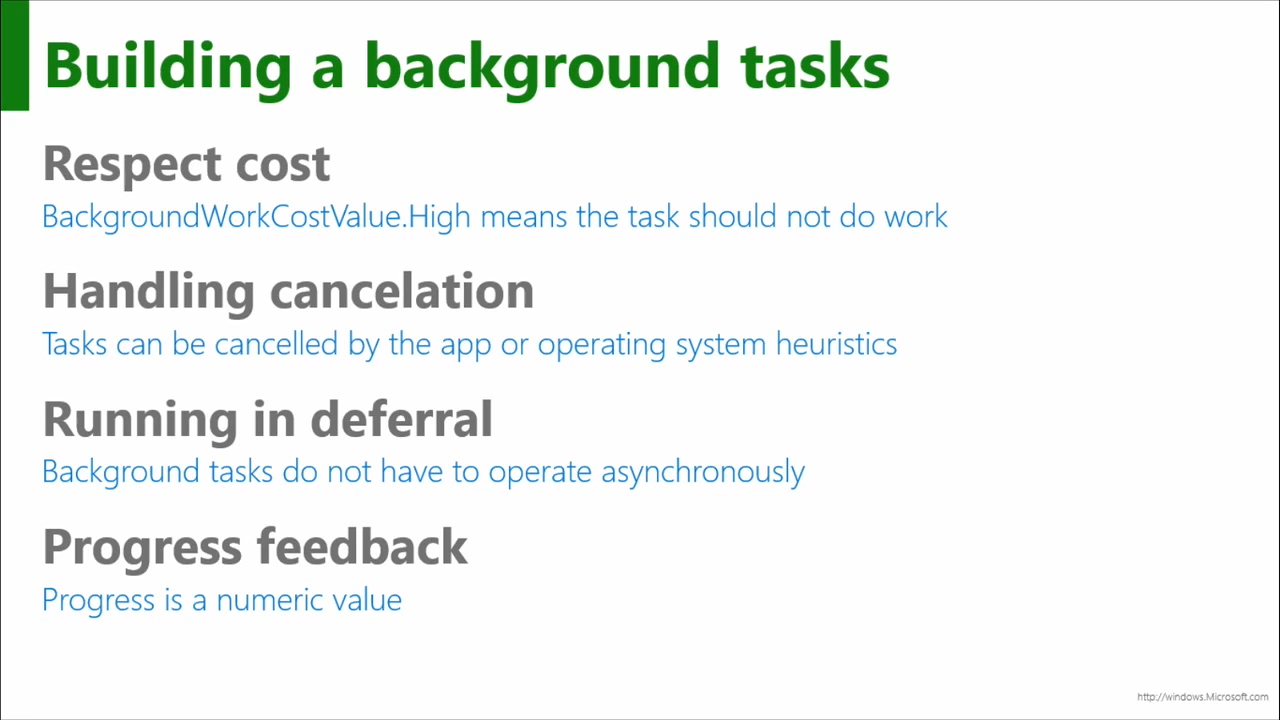 Building a background tasks
Respect cost
BackgroundWorkCostValue.High means the task should not do work
Handling cancelation
Tasks can be cancelled by the app or operating system heuristics
Running in deferral
Background tasks do not have to operate asynchronously
Progress feedback
Progress is a numeric value
http://windows.Microsoft.com